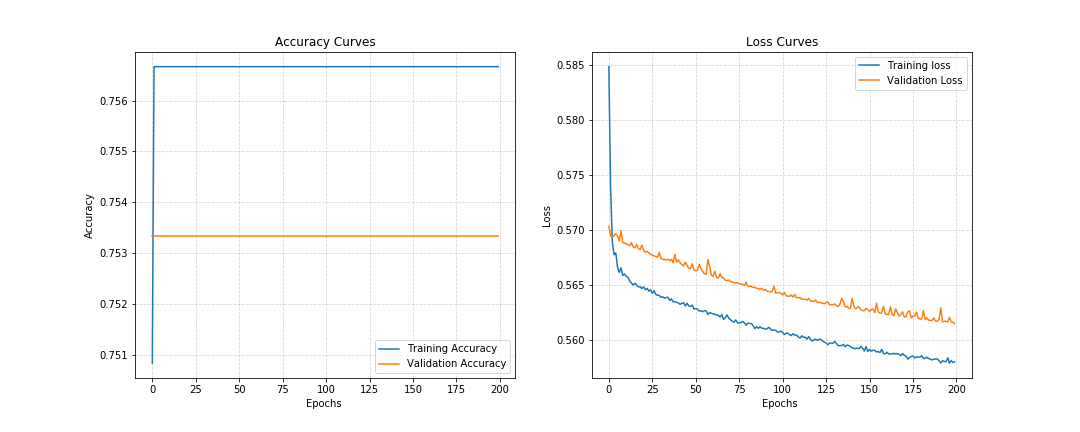 Accuracy Curves
0.756
0.755
0.754
0.753
0.752
0.751
Accuracy
0 25 50 75 100 125 150 175 200
Epochs
Training Accuracy
Validation Accuracy
Loss Curves
0.585
0.580
0.575
0.570
0.565
0.560
Loss
0 25 50 75 100 125 150 175 200
Epochs
Training loss
Validation Loss